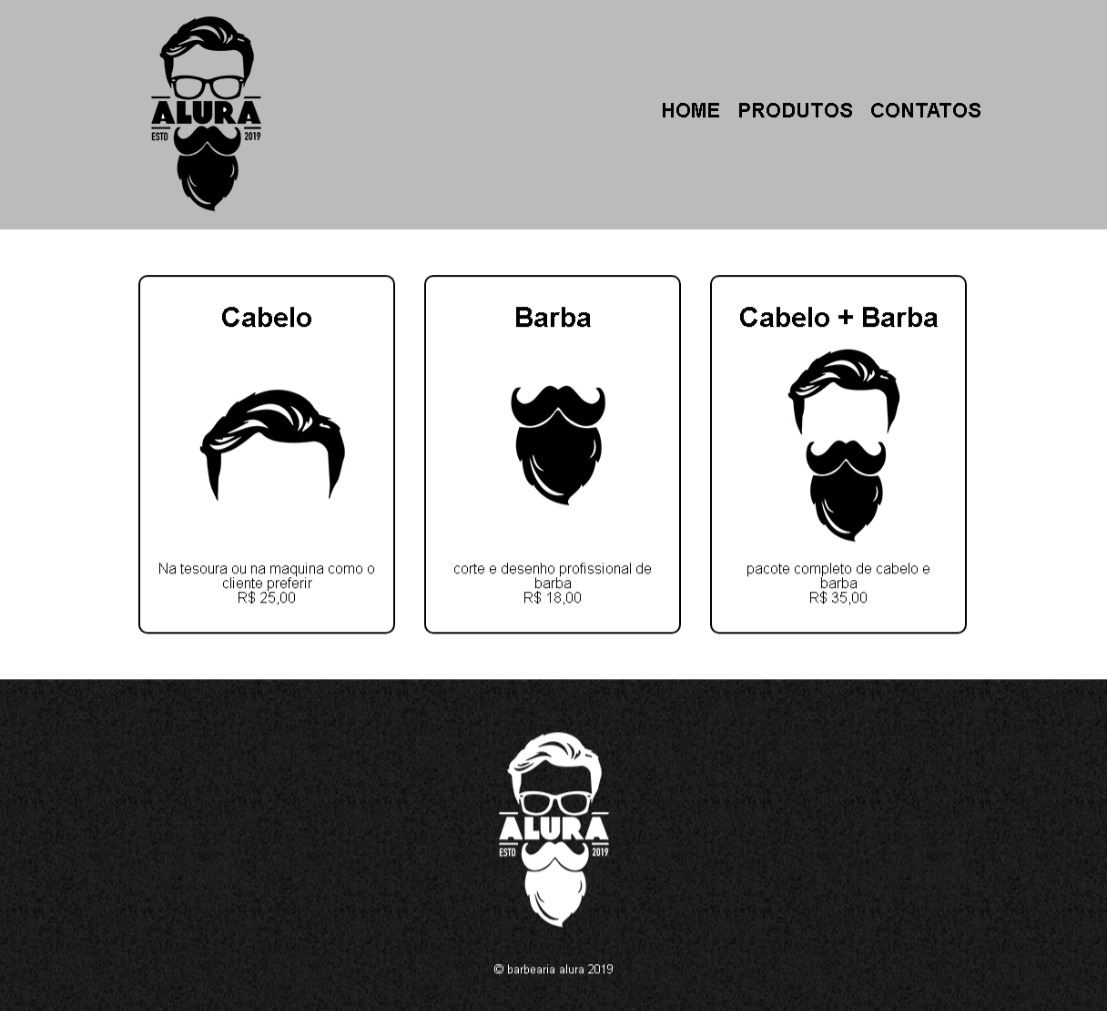 ALURA
ESTD 2019
HOME PRODUTOS CONTATOS
Cabelo
Na tesoura ou na maquina como o
cliente preferir
R$ 25,00
Barba
corte e desenho profissional de
barba
R$ 18,00
Cabelo + Barba
pacote completo de cabelo e
barba
R$ 35,00
ALURA
ESTD 2019
© barbearia alura 2019